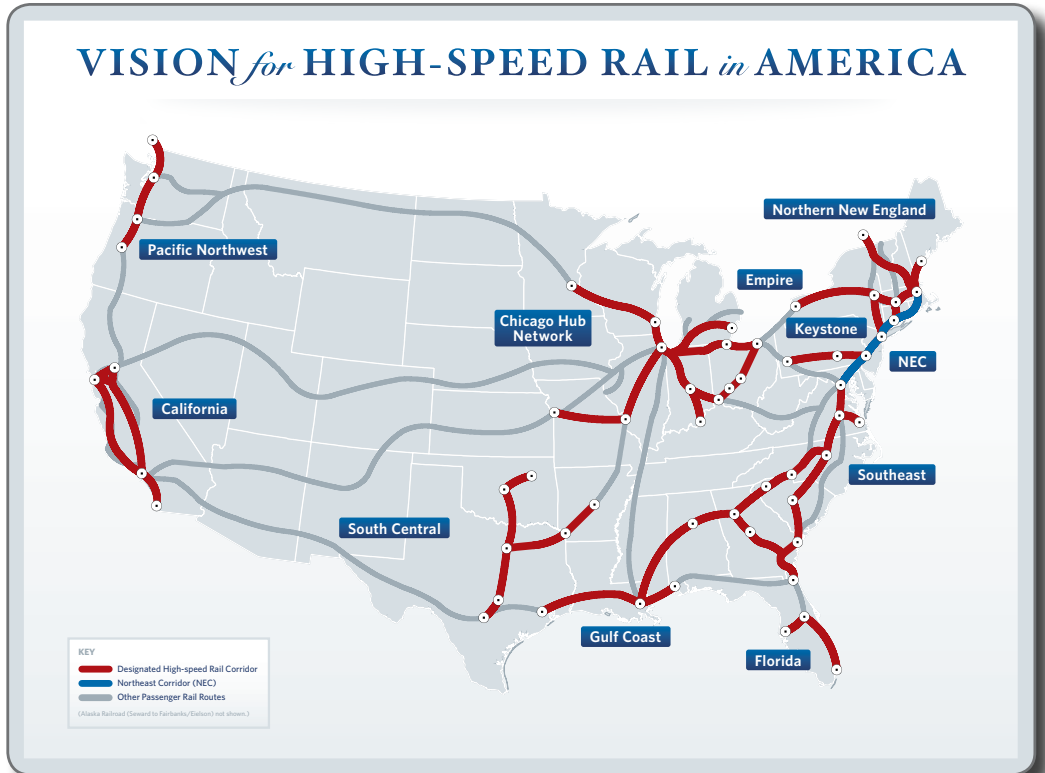 VISION for HIGH-SPEED RAIL in AMERICA
Northern New England
Pacific Northwest
Empire
Chicago Hub
Network
Keystone
NEC
California
Southeast
South Central
Gulf Coast
Florida
KEY
Designated High-speed Rail Corridor
Northeast Corridor (NEC)
Other Passenger Rail Routes
(Alaska Railroad (Seward to Fairbanks/Eielson) not shown.)